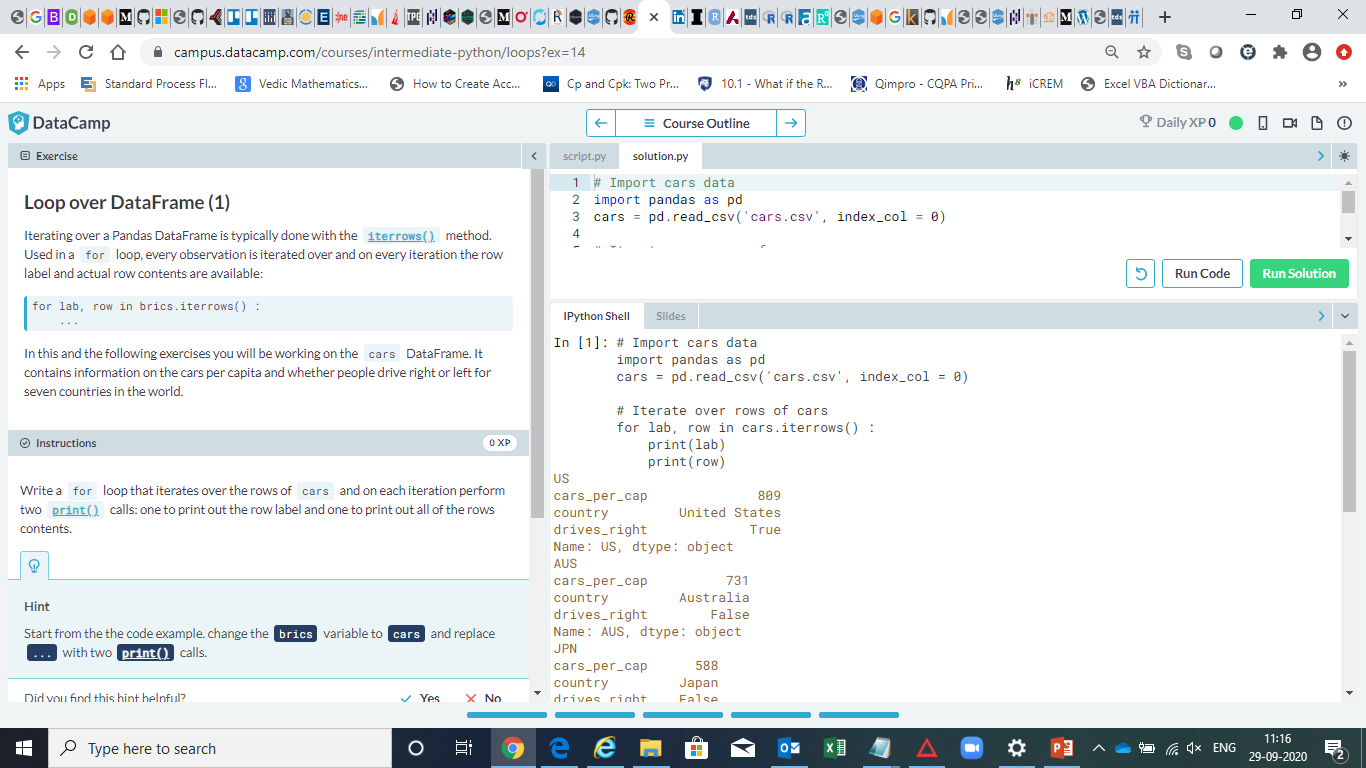 campus.datacamp.com/courses/intermediate-python/loops?ex=14
Apps
Standard Process Fl...
Vedic Mathematics...
How to Create Acc...
Cp and Cpk: Two Pr...
10.1 - What if the R...
Qimpro - CQPA Pri...
iCREM
Excel VBA Dictionar...
»
DataCamp
Course Outline
Daily XP 0
Exercise
Loop over DataFrame (1)
Iterating over a Pandas DataFrame is typically done with the iterrows() method.
Used in a for loop, every observation is iterated over and on every iteration the row
label and actual row contents are available:
for lab, row in brics.iterrows() :
...
In this and the following exercises you will be working on the cars DataFrame. It
contains information on the cars per capita and whether people drive right or left for
seven countries in the world.
Instructions
0 XP
Write a for loop that iterates over the rows of cars and on each iteration perform
two print() calls: one to print out the row label and one to print out all of the rows
contents.
Hint
Start from the the code example. change the brics variable to cars and replace
... with two print() calls.
Did you find this hint helpful?
Yes
No
script.py
solution.py
1 # Import cars data
2 import pandas as pd
3 cars = pd.read_csv('cars.csv', index_col = 0)
4
Run Code
Run Solution
IPython Shell
Slides
In [1]: # Import cars data
import pandas as pd
cars = pd.read_csv('cars.csv', index_col = 0)
# Iterate over rows of cars
for lab, row in cars.iterrows() :
print(lab)
print(row)
US
cars_per_cap 809
country United States
drives_right True
Name: US, dtype: object
AUS
cars_per_cap 731
country Australia
drives_right False
Name: AUS, dtype: object
JPN
cars_per_cap 588
country Japan
drives_right False
Type here to search
ENG
11:16
29-09-2020
2